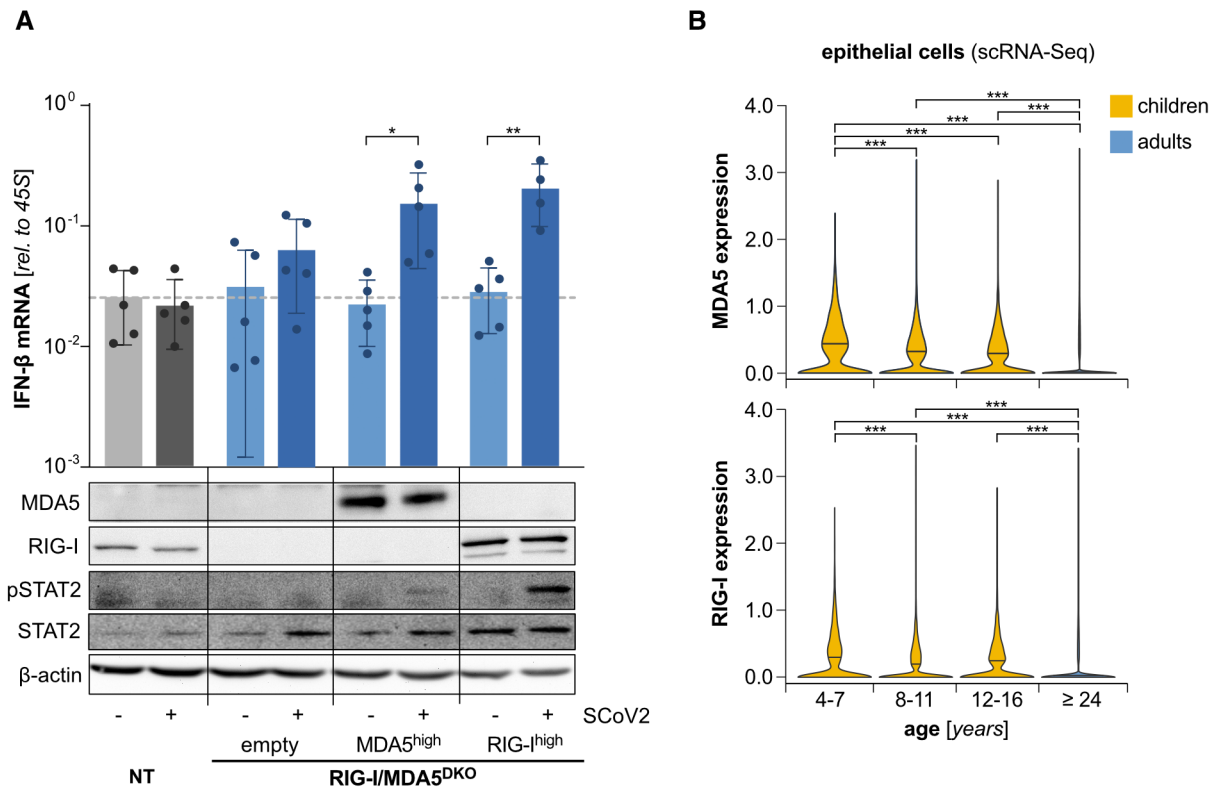 A
IFN-β mRNA [rel. to 45S]
10⁰
10⁻¹
10⁻²
10⁻³
*
**
MDA5
RIG-I
pSTAT2
STAT2
β-actin
- + - + - + - + SCoV2
empty MDA5high RIG-Ihigh
NT RIG-I/MDA5DKO
B
epithelial cells (scRNA-Seq)
children
adults
MDA5 expression
4.0
3.0
2.0
1.0
0.0
***
***
***
***
***
RIG-I expression
4.0
3.0
2.0
1.0
0.0
***
***
***
***
4-7 8-11 12-16 ≥ 24
age [years]